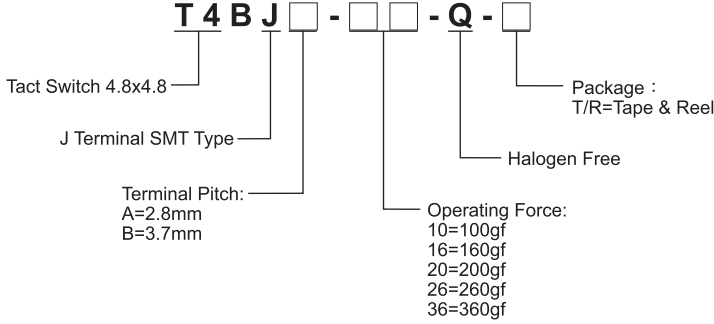 T 4 B J □ - □ □ - Q - □
Tact Switch 4.8x4.8
Package：
T/R=Tape & Reel
J Terminal SMT Type
Halogen Free
Terminal Pitch:
A=2.8mm
B=3.7mm
Operating Force:
10=100gf
16=160gf
20=200gf
26=260gf
36=360gf